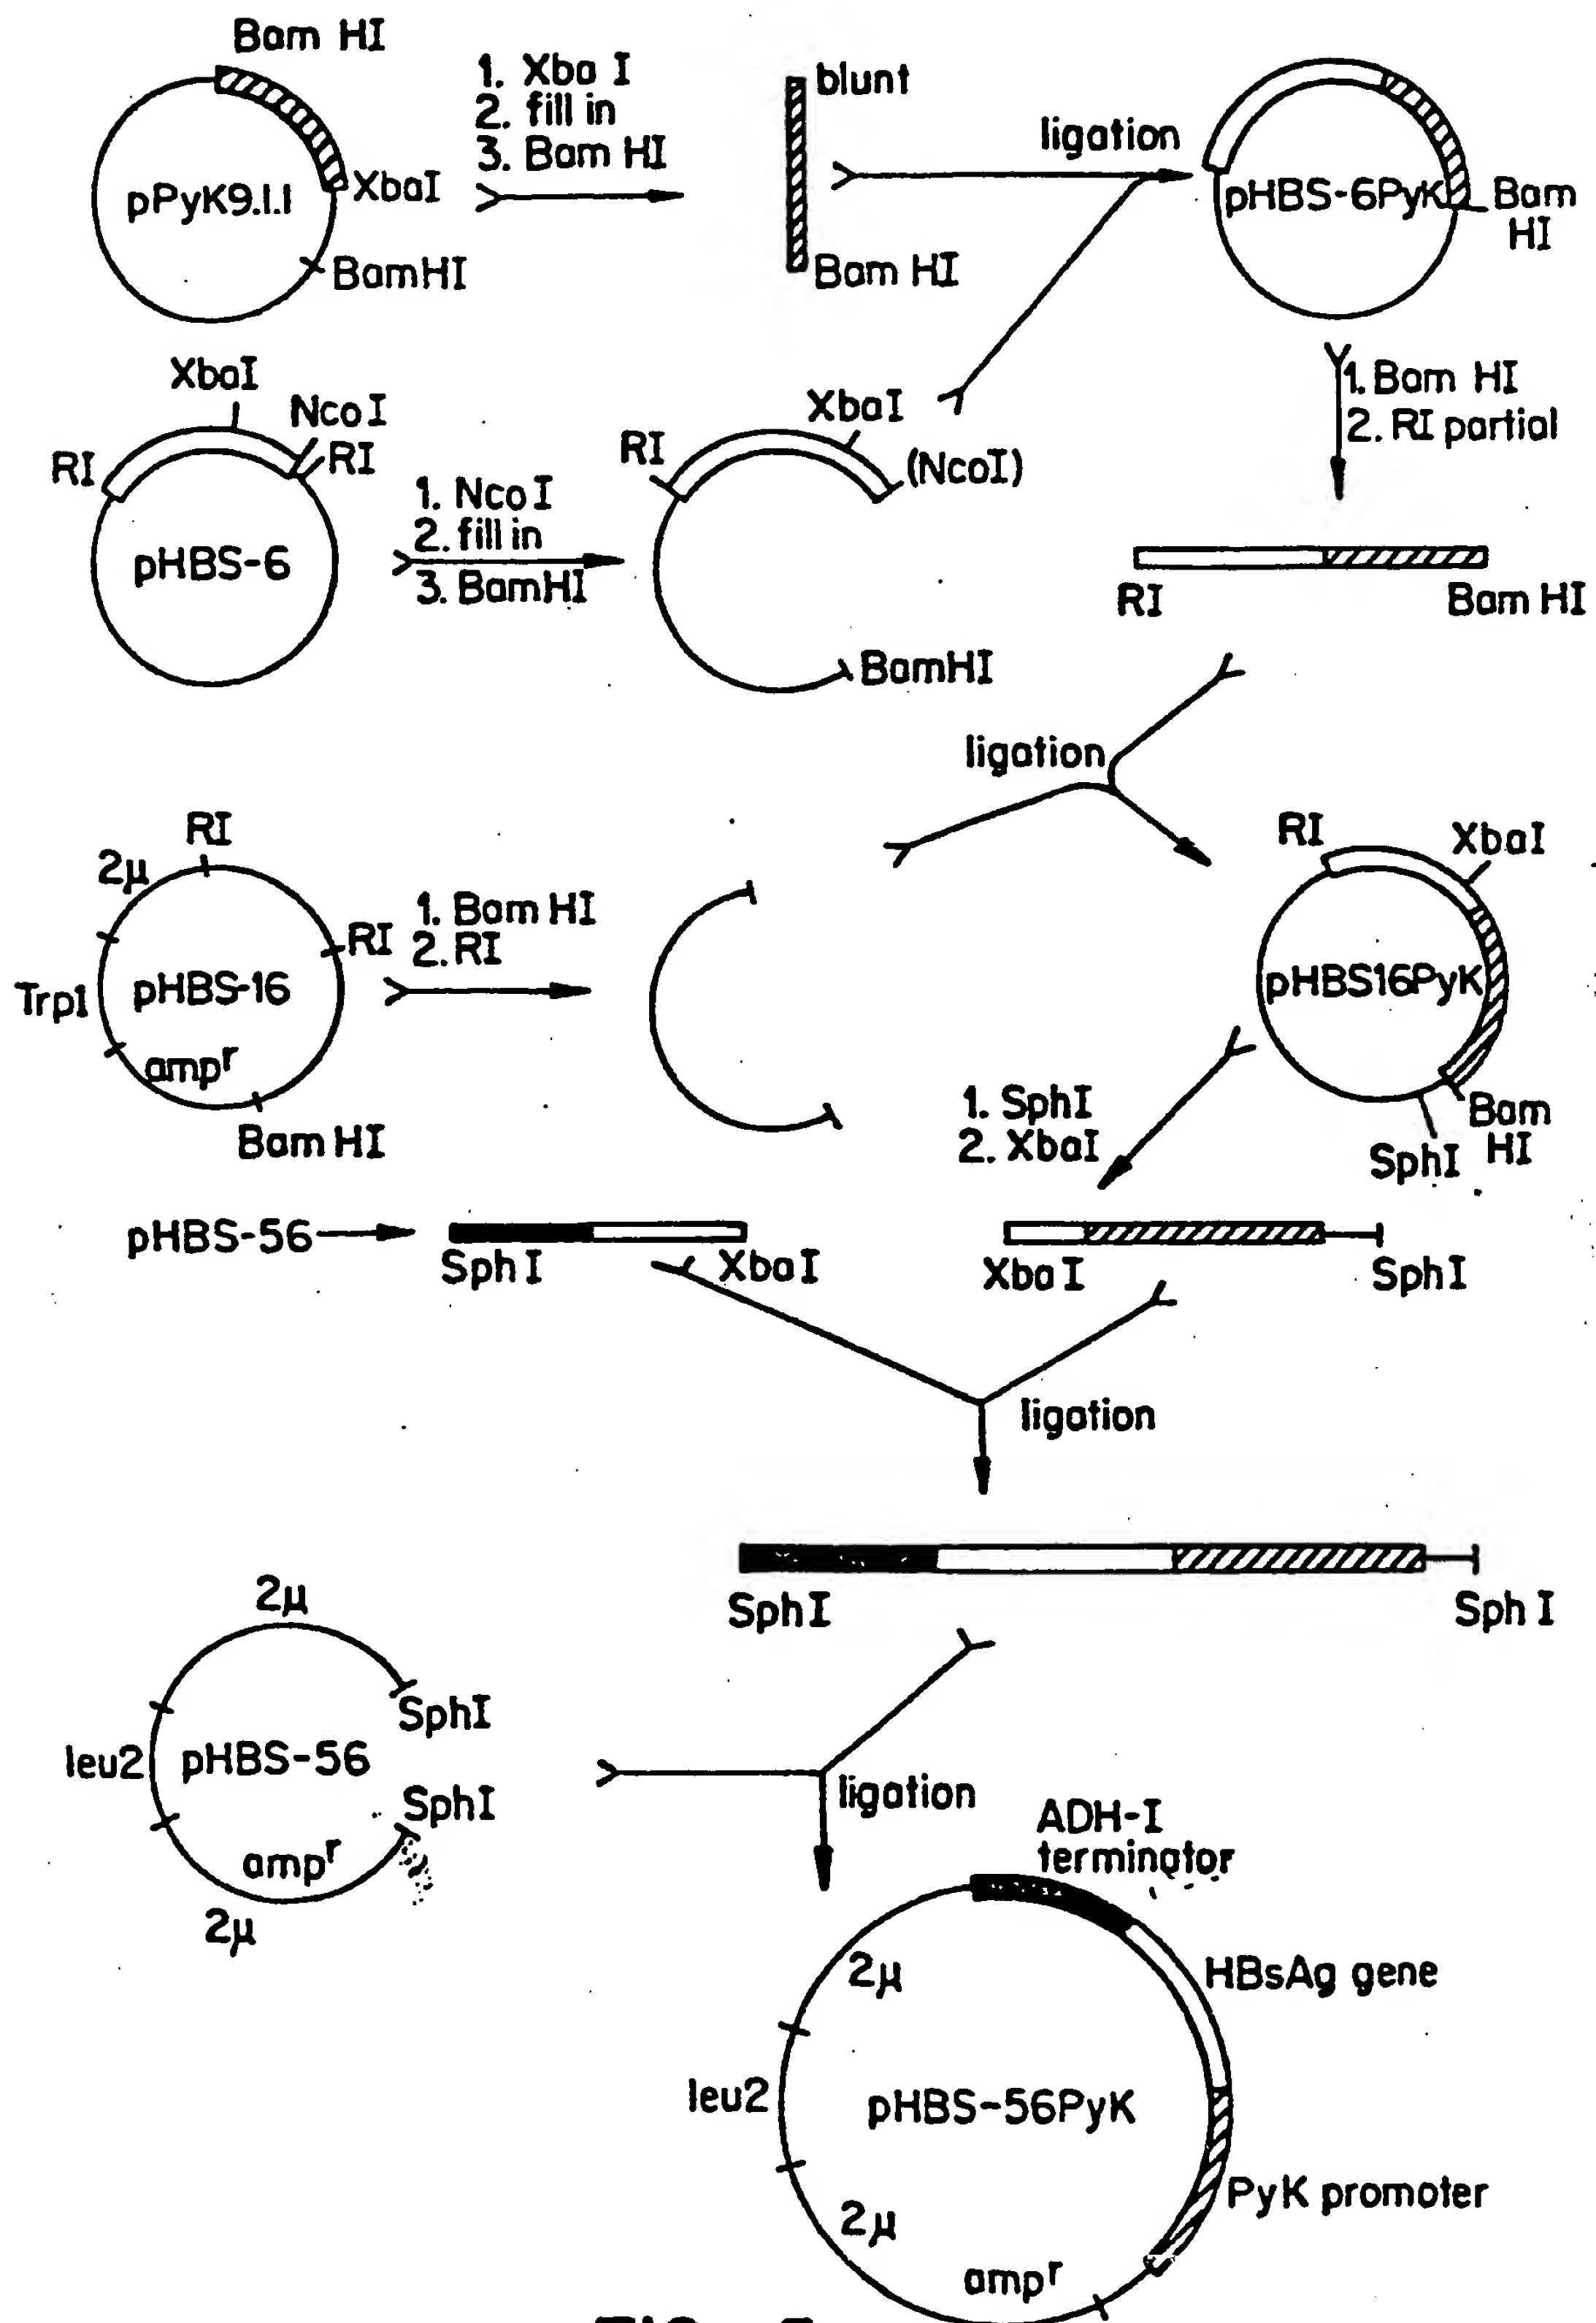 Bam HI
pPyK9.1.1
XbaI
BamHI
1. Xba I
2. fill in
3. Bam HI
blunt
Bam HI
ligation
pHBS-6PyK
Bam
HI
XbaI
NcoI
RI
RI
pHBS-6
1. NcoI
2. fill in
3. BamHI
RI
XbaI
(NcoI)
BamHI
1. Bam HI
2. RI partial
RI
Bam HI
ligation
RI
2µ
RI
Trp1
pHBS-16
ampʳ
Bam HI
1. Bam HI
2. RI
RI
XbaI
pHBS16PyK
Bam
HI
SphI
1. SphI
2. XbaI
pHBS-56
SphI
XbaI
Xba I
SphI
ligation
SphI
Sph I
2µ
SphI
leu2
pHBS-56
SphI
ampʳ
2µ
ligation
ADH-I
terminator
2µ
HBsAg gene
leu2
pHBS-56PyK
PyK promoter
2µ
ampʳ